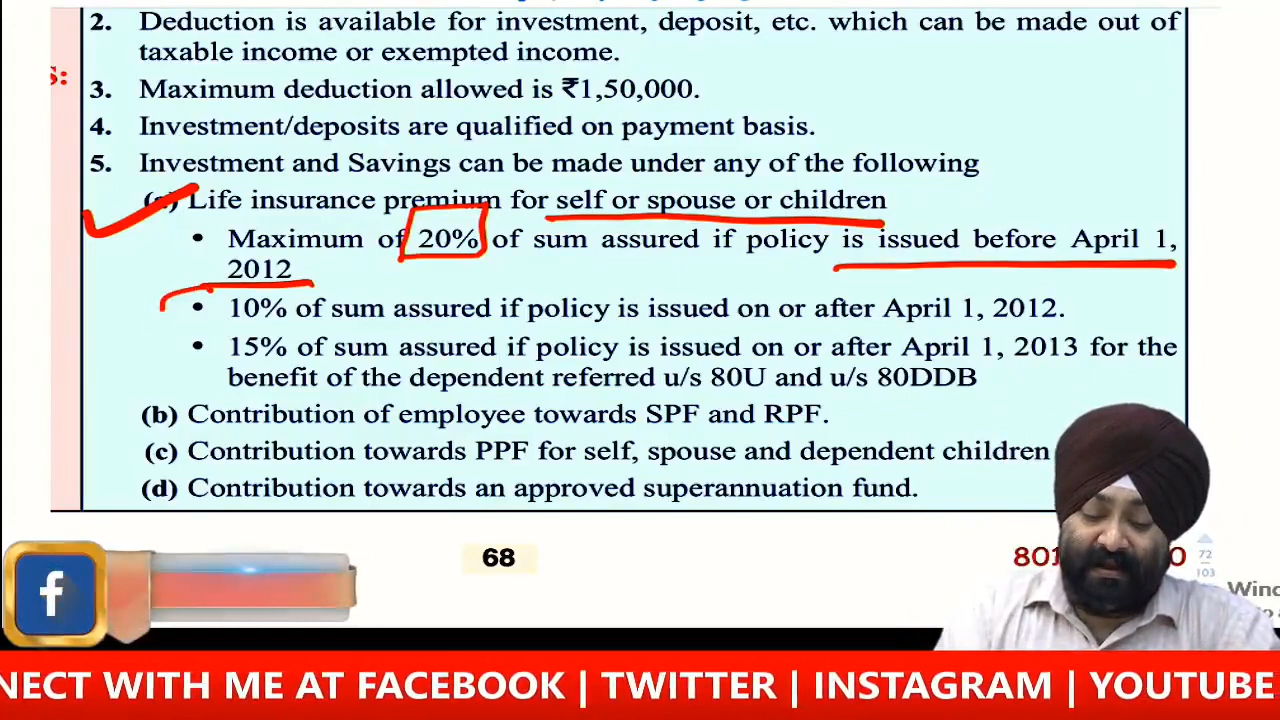 2. Deduction is available for investment, deposit, etc. which can be made out of
taxable income or exempted income.
S:
3. Maximum deduction allowed is ₹1,50,000.
4. Investment/deposits are qualified on payment basis.
5. Investment and Savings can be made under any of the following
(a) Life insurance premium for self or spouse or children
• Maximum of 20% of sum assured if policy is issued before April 1,
2012
• 10% of sum assured if policy is issued on or after April 1, 2012.
• 15% of sum assured if policy is issued on or after April 1, 2013 for the
benefit of the dependent referred u/s 80U and u/s 80DDB
(b) Contribution of employee towards SPF and RPF.
(c) Contribution towards PPF for self, spouse and dependent children
(d) Contribution towards an approved superannuation fund.
68
72
103
f
NECT WITH ME AT FACEBOOK | TWITTER | INSTAGRAM | YOUTUBE